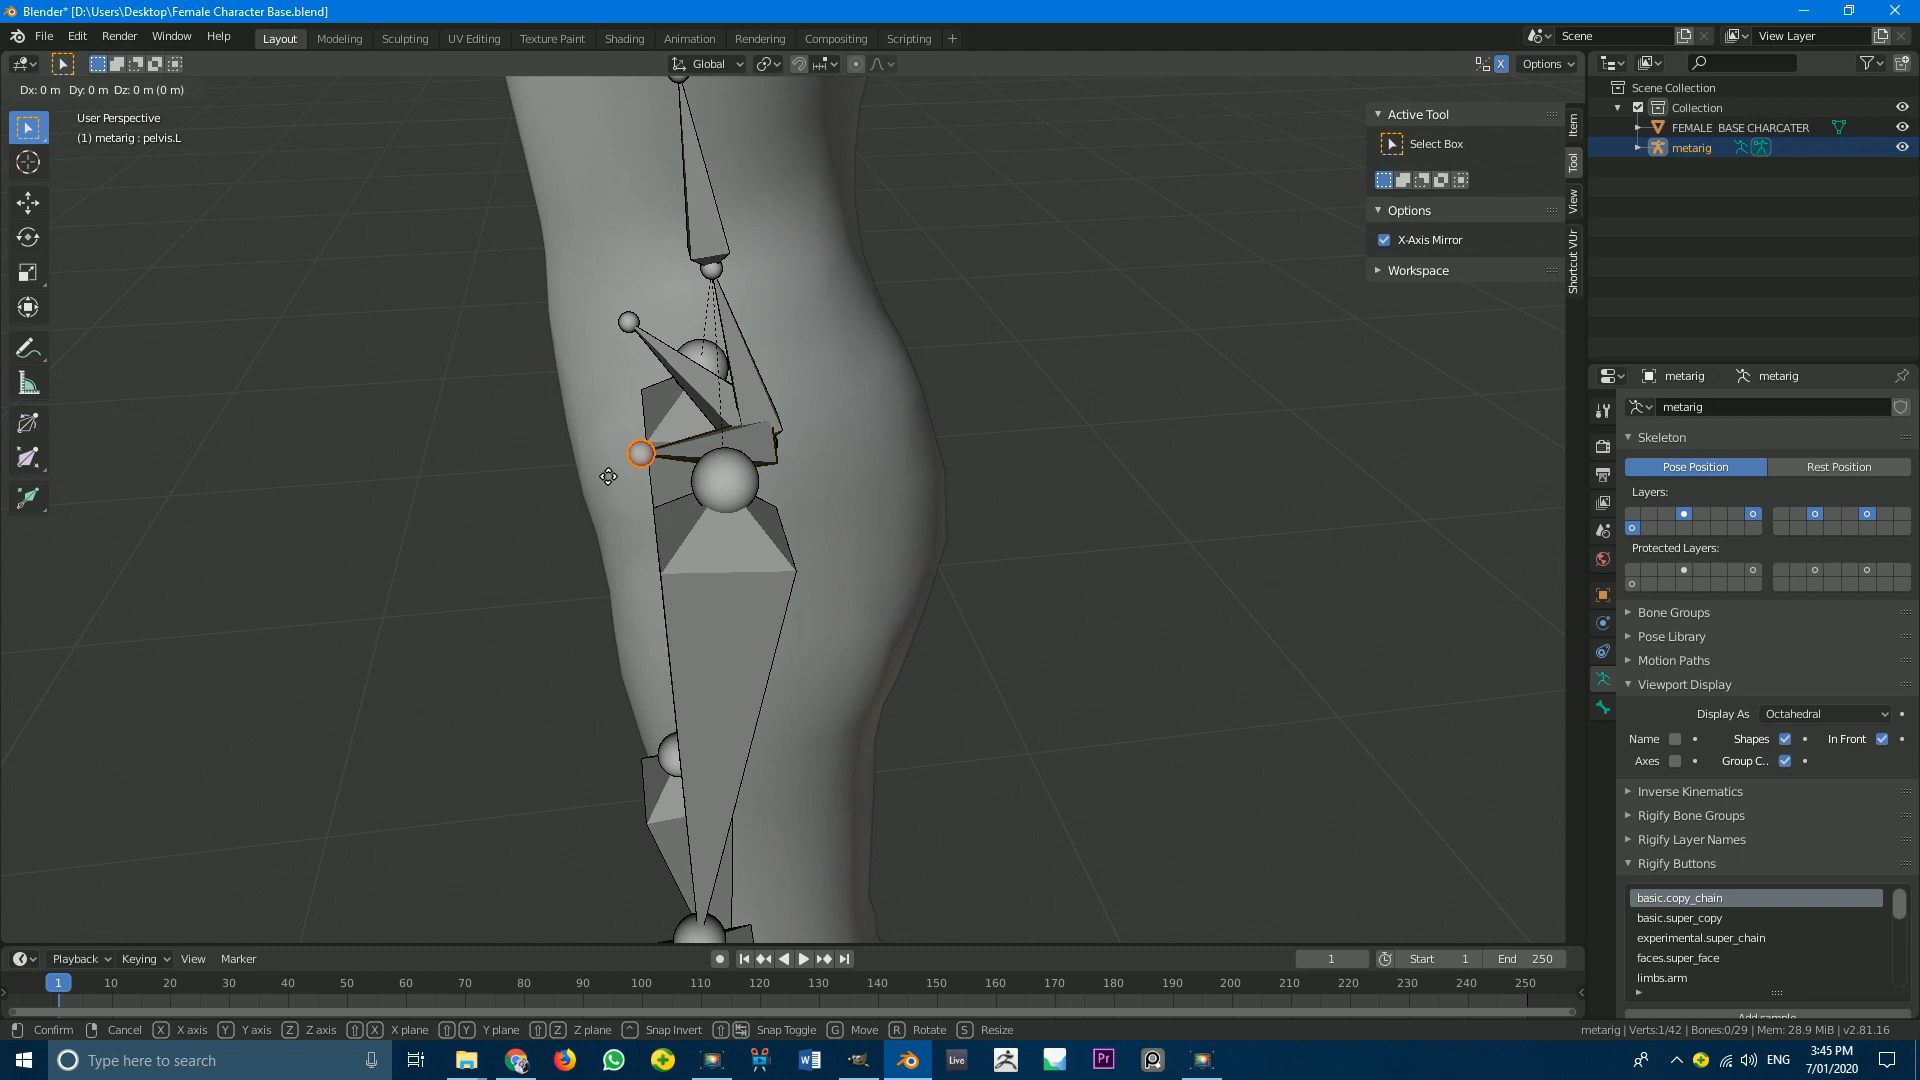 Blender* [D:\Users\Desktop\Female Character Base.blend]
File Edit Render Window Help
Layout Modeling Sculpting UV Editing Texture Paint Shading Animation Rendering Compositing Scripting +
Scene
View Layer
Global
X
Options
Dx: 0 m Dy: 0 m Dz: 0 m (0 m)
User Perspective
(1) metarig : pelvis.L
Active Tool
Select Box
Options
X-Axis Mirror
Workspace
Item
Tool
View
Shortcut VUr
Scene Collection
Collection
FEMALE BASE CHARCATER
metarig
metarig metarig
metarig
Skeleton
Pose Position Rest Position
Layers:
Protected Layers:
Bone Groups
Pose Library
Motion Paths
Viewport Display
Display As Octahedral
Name Shapes In Front
Axes Group C..
Inverse Kinematics
Rigify Bone Groups
Rigify Layer Names
Rigify Buttons
basic.copy_chain
basic.super_copy
experimental.super_chain
faces.super_face
limbs.arm
Add sample
Playback Keying View Marker
1 Start 1 End 250
1 10 20 30 40 50 60 70 80 90 100 110 120 130 140 150 160 170 180 190 200 210 220 230 240 250
Confirm Cancel X X axis Y Y axis Z Z axis X X plane Y Y plane Z Z plane Snap Invert Snap Toggle G Move R Rotate S Resize
metarig | Verts:1/42 | Bones:0/29 | Mem: 28.9 MiB | v2.81.16
Type here to search
Live
Pr
ENG
3:45 PM
7/01/2020